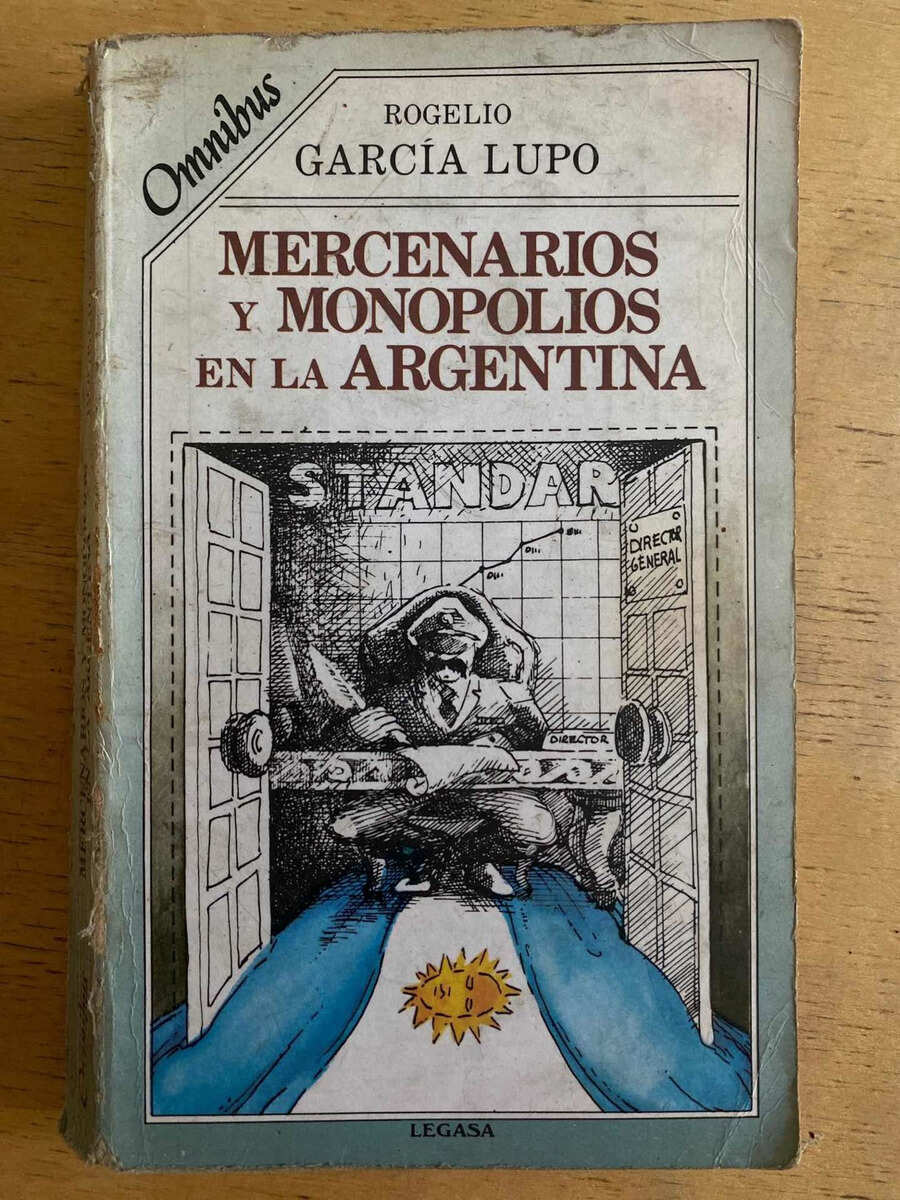 Omnibus
ROGELIO
GARCÍA LUPO
MERCENARIOS
Y MONOPOLIOS
EN LA ARGENTINA
STANDAR
DIRECTOR
GENERAL
DIRECTOR
LEGASA